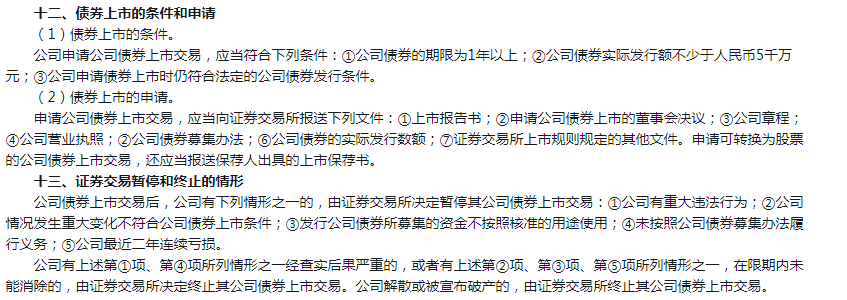 十二、债券上市的条件和申请
（1）债券上市的条件。
公司申请公司债券上市交易，应当符合下列条件：①公司债券的期限为1年以上；②公司债券实际发行额不少于人民币5千万
元；③公司申请债券上市时仍符合法定的公司债券发行条件。
（2）债券上市的申请。
申请公司债券上市交易，应当向证券交易所报送下列文件：①上市报告书；②申请公司债券上市的董事会决议；③公司章程；
④公司营业执照；②公司债券募集办法；⑥公司债券的实际发行数额；⑦证券交易所上市规则规定的其他文件。申请可转换为股票
的公司债券上市交易，还应当报送保荐人出具的上市保荐书。
十三、证券交易暂停和终止的情形
公司债券上市交易后，公司有下列情形之一的，由证券交易所决定暂停其公司债券上市交易：①公司有重大违法行为；②公司
情况发生重大变化不符合公司债券上市条件；③发行公司债券所募集的资金不按照核准的用途使用；④未按照公司债券募集办法履
行义务；⑤公司最近二年连续亏损。
公司有上述第①项、第④项所列情形之一经查实后果严重的，或者有上述第②项、第③项、第⑤项所列情形之一，在限期内未
能消除的，由证券交易所决定终止其公司债券上市交易。公司解散或被宣布破产的，由证券交易所终止其公司债券上市交易。